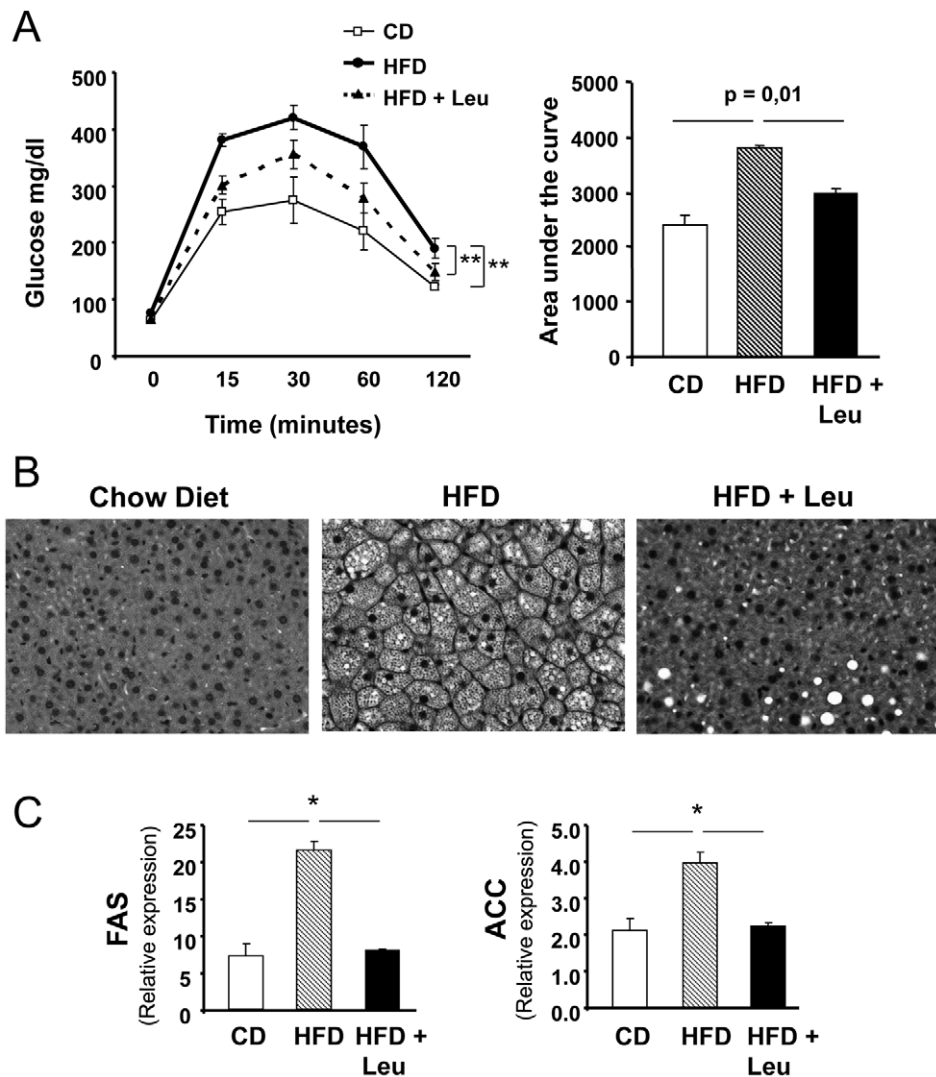 A
CD
HFD
HFD + Leu
500
400
300
200
100
0
Glucose mg/dl
**
**
0 15 30 60 120
Time (minutes)
p = 0,01
5000
4000
3000
2000
1000
0
Area under the curve
CD HFD HFD +
Leu
B
Chow Diet HFD HFD + Leu
C
*
25
20
15
10
5
0
FAS
(Relative expression)
CD HFD HFD +
Leu
*
5.0
4.0
3.0
2.0
1.0
0.0
ACC
(Relative expression)
CD HFD HFD +
Leu